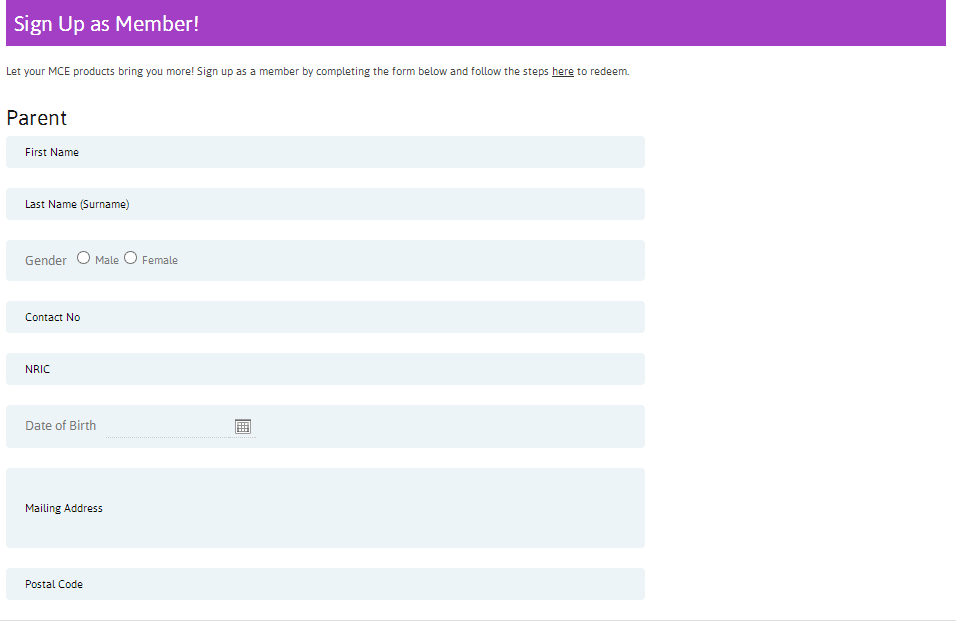 Sign Up as Member!
Let your MCE products bring you more! Sign up as a member by completing the form below and follow the steps here to redeem.
Parent
First Name
Last Name (Surname)
Gender Male Female
Contact No
NRIC
Date of Birth
Mailing Address
Postal Code